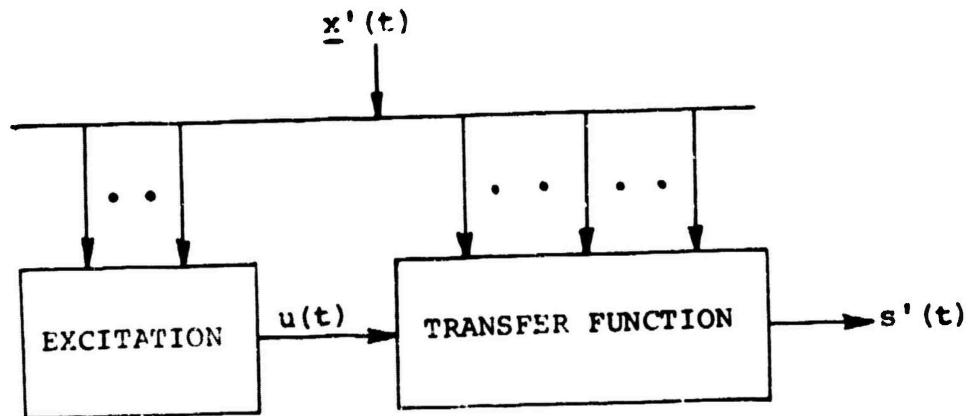 x'(t)
EXCITATION
u(t)
TRANSFER FUNCTION
s'(t)